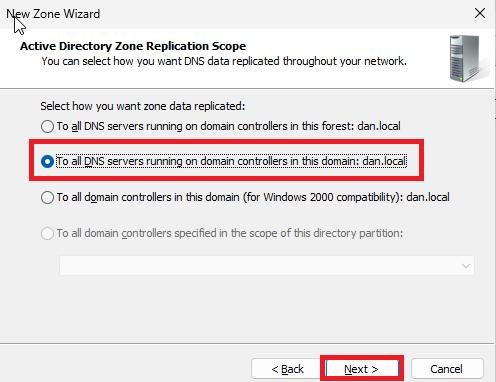 New Zone Wizard
Active Directory Zone Replication Scope
You can select how you want DNS data replicated throughout your network.
Select how you want zone data replicated:
To all DNS servers running on domain controllers in this forest: dan.local
To all DNS servers running on domain controllers in this domain: dan.local
To all domain controllers in this domain (for Windows 2000 compatibility): dan.local
To all domain controllers specified in the scope of this directory partition:
< Back
Next >
Cancel